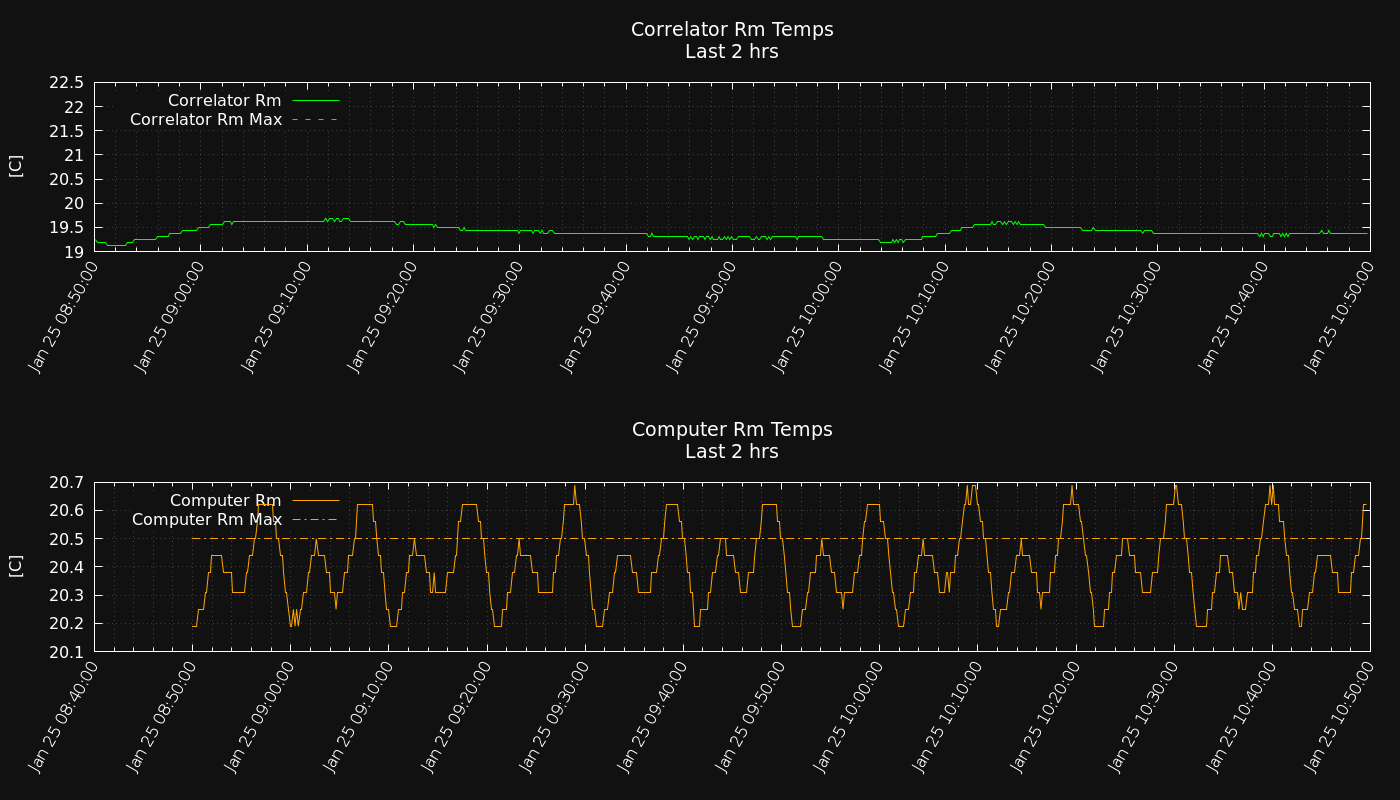 Correlator Rm Temps
Last 2 hrs
22.5
22
21.5
21
20.5
20
19.5
19
[C]
Correlator Rm
Correlator Rm Max
Jan 25 08:50:00
Jan 25 09:00:00
Jan 25 09:10:00
Jan 25 09:20:00
Jan 25 09:30:00
Jan 25 09:40:00
Jan 25 09:50:00
Jan 25 10:00:00
Jan 25 10:10:00
Jan 25 10:20:00
Jan 25 10:30:00
Jan 25 10:40:00
Jan 25 10:50:00
Computer Rm Temps
Last 2 hrs
20.7
20.6
20.5
20.4
20.3
20.2
20.1
[C]
Computer Rm
Computer Rm Max
Jan 25 08:40:00
Jan 25 08:50:00
Jan 25 09:00:00
Jan 25 09:10:00
Jan 25 09:20:00
Jan 25 09:30:00
Jan 25 09:40:00
Jan 25 09:50:00
Jan 25 10:00:00
Jan 25 10:10:00
Jan 25 10:20:00
Jan 25 10:30:00
Jan 25 10:40:00
Jan 25 10:50:00